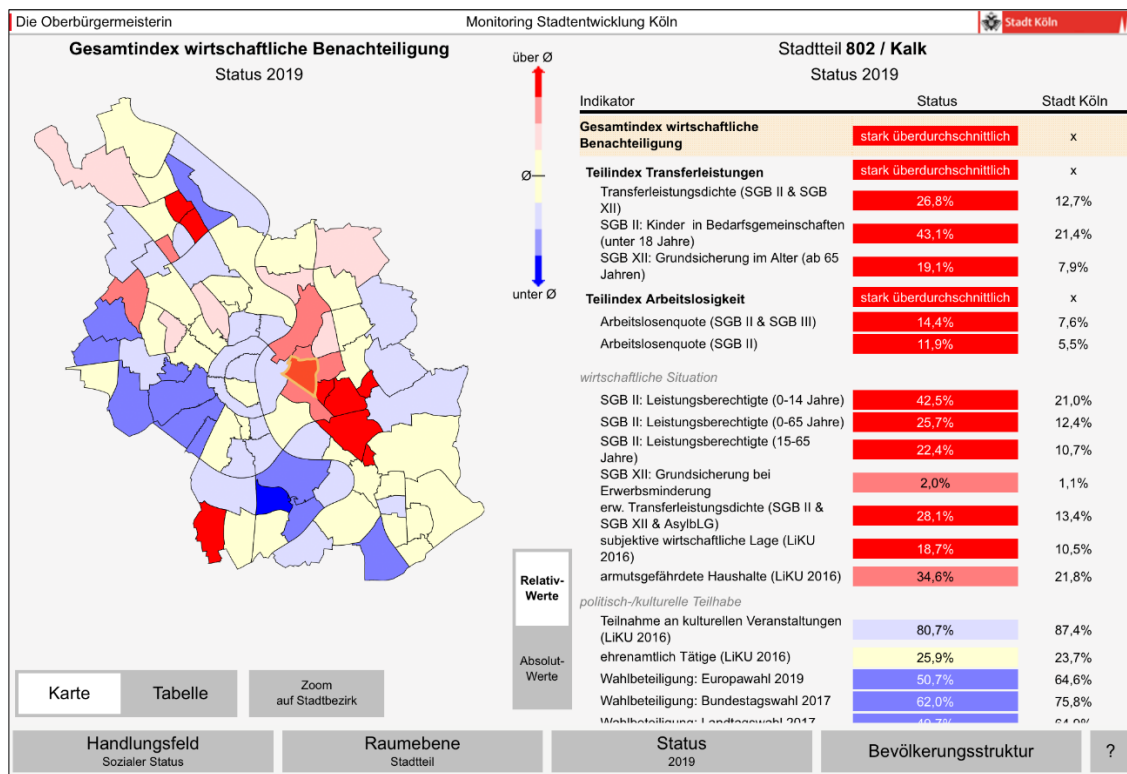 Die Oberbürgermeisterin
Monitoring Stadtentwicklung Köln
Stadt Köln
Gesamtindex wirtschaftliche Benachteiligung
Status 2019
über Ø
Ø
unter Ø
Stadtteil 802 / Kalk
Status 2019
Indikator Status Stadt Köln
Gesamtindex wirtschaftliche
Benachteiligung
stark überdurchschnittlich x
Teilindex Transferleistungen stark überdurchschnittlich x
Transferleistungsdichte (SGB II & SGB
XII)
26,8% 12,7%
SGB II: Kinder in Bedarfsgemeinschaften
(unter 18 Jahre)
43,1% 21,4%
SGB XII: Grundsicherung im Alter (ab 65
Jahren)
19,1% 7,9%
Teilindex Arbeitslosigkeit stark überdurchschnittlich x
Arbeitslosenquote (SGB II & SGB III) 14,4% 7,6%
Arbeitslosenquote (SGB II) 11,9% 5,5%
wirtschaftliche Situation
SGB II: Leistungsberechtigte (0-14 Jahre) 42,5% 21,0%
SGB II: Leistungsberechtigte (0-65 Jahre) 25,7% 12,4%
SGB II: Leistungsberechtigte (15-65
Jahre)
22,4% 10,7%
SGB XII: Grundsicherung bei
Erwerbsminderung
2,0% 1,1%
erw. Transferleistungsdichte (SGB II &
SGB XII & AsylbLG)
28,1% 13,4%
subjektive wirtschaftliche Lage (LiKU
2016)
18,7% 10,5%
armutsgefährdete Haushalte (LiKU 2016) 34,6% 21,8%
politisch-/kulturelle Teilhabe
Teilnahme an kulturellen Veranstaltungen
(LiKU 2016)
80,7% 87,4%
ehrenamtlich Tätige (LiKU 2016) 25,9% 23,7%
Wahlbeteiligung: Europawahl 2019 50,7% 64,6%
Wahlbeteiligung: Bundestagswahl 2017 62,0% 75,8%
Wahlbeteiligung: Landtagswahl 2017 49,7% 64,9%
Relativ-
Werte
Absolut-
Werte
Karte
Tabelle
Zoom
auf Stadtbezirk
Handlungsfeld
Sozialer Status
Raumebene
Stadtteil
Status
2019
Bevölkerungsstruktur
?